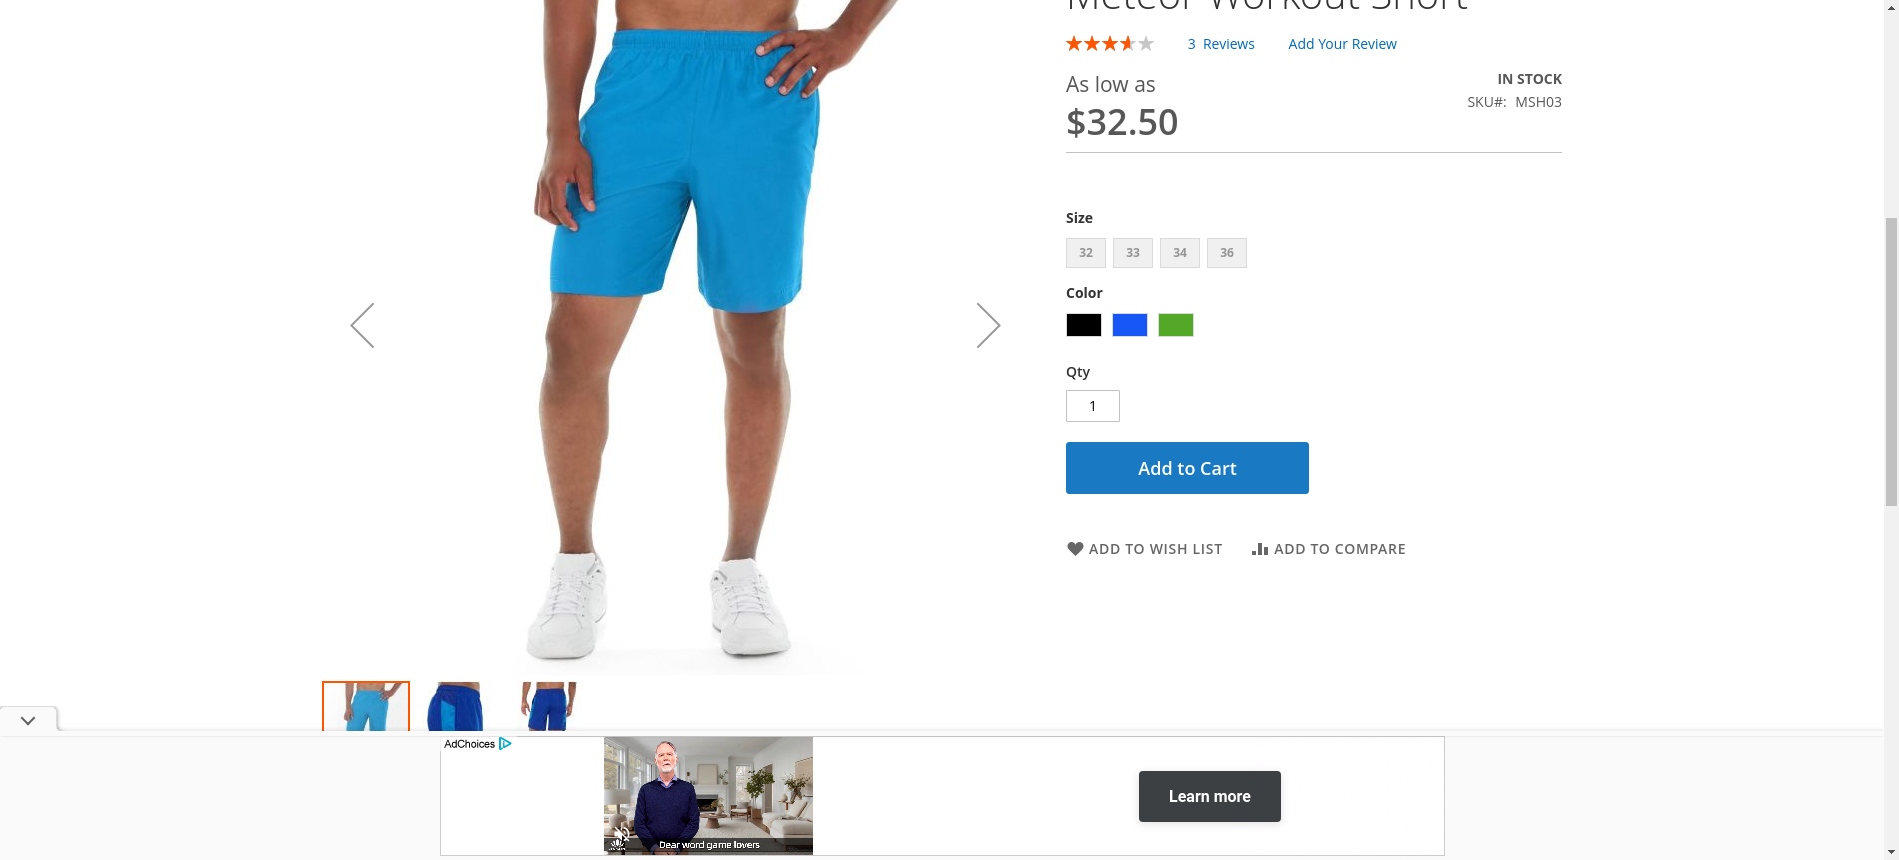 Meteor Workout Short
3 Reviews Add Your Review
As low as
$32.50
IN STOCK
SKU#: MSH03
Size
32 33 34 36
Color
Qty
1
Add to Cart
ADD TO WISH LIST ADD TO COMPARE
AdChoices
Dear word game lovers
Learn more